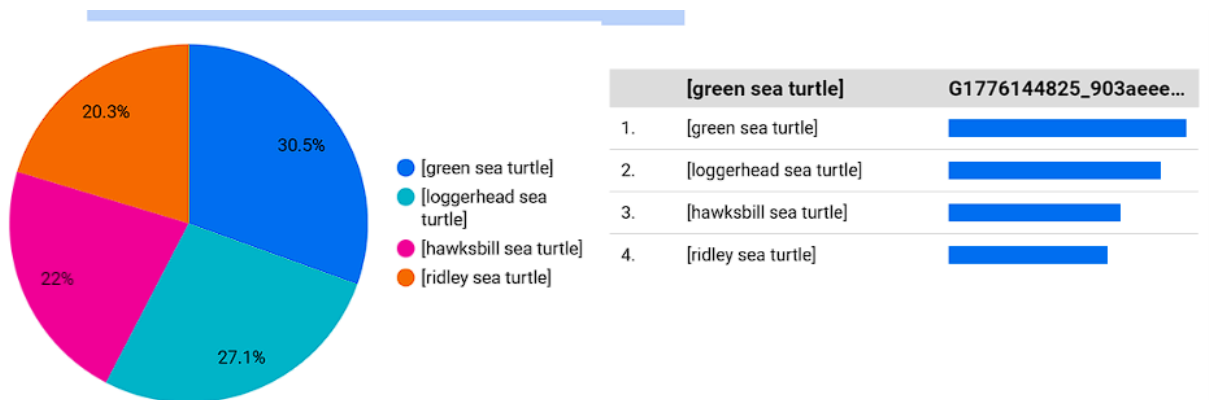 20.3%
30.5%
22%
27.1%
[green sea turtle]
[loggerhead sea
turtle]
[hawksbill sea turtle]
[ridley sea turtle]
[green sea turtle] G1776144825_903aeee...
1. [green sea turtle]
2. [loggerhead sea turtle]
3. [hawksbill sea turtle]
4. [ridley sea turtle]